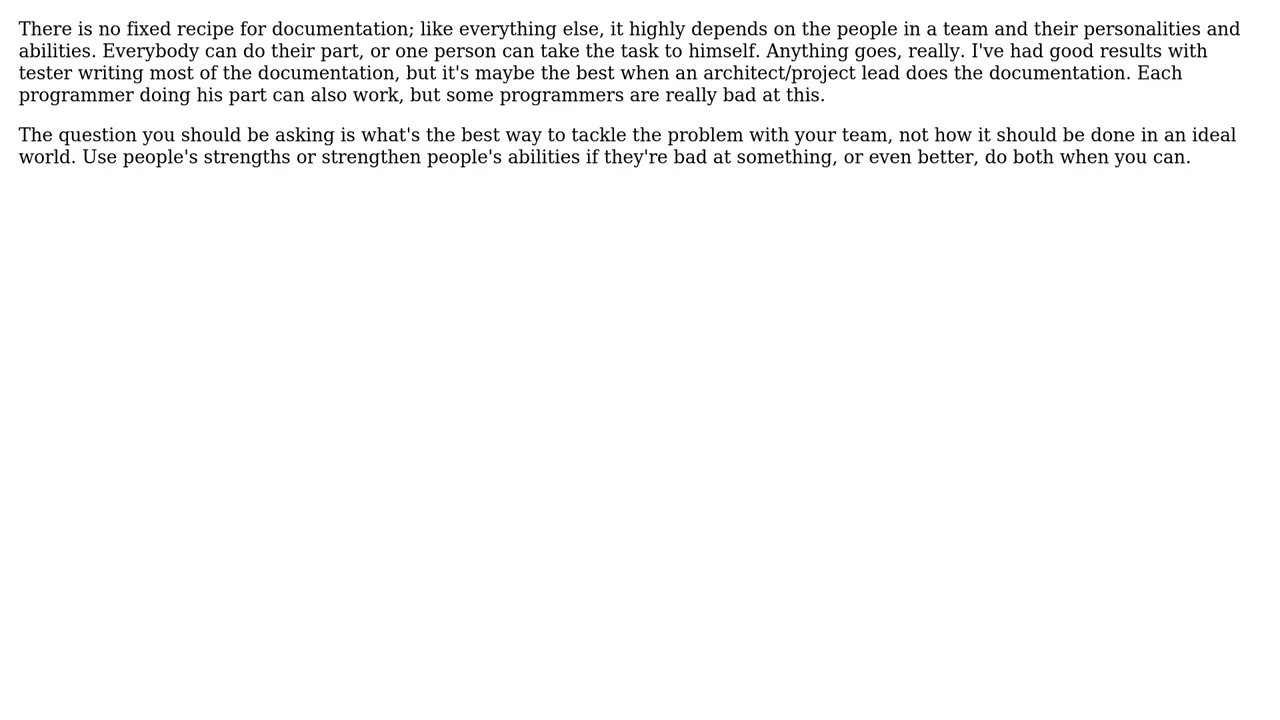 There is no fixed recipe for documentation; like everything else, it highly depends on the people in a team and their personalities and
abilities. Everybody can do their part, or one person can take the task to himself. Anything goes, really. I've had good results with
tester writing most of the documentation, but it's maybe the best when an architect/project lead does the documentation. Each
programmer doing his part can also work, but some programmers are really bad at this.
The question you should be asking is what's the best way to tackle the problem with your team, not how it should be done in an ideal
world. Use people's strengths or strengthen people's abilities if they're bad at something, or even better, do both when you can.